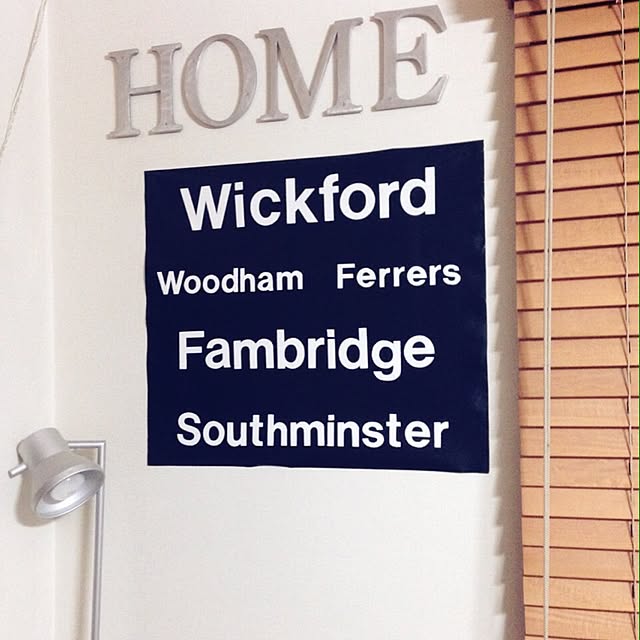 HOME
Wickford
Woodham Ferrers
Fambridge
Southminster